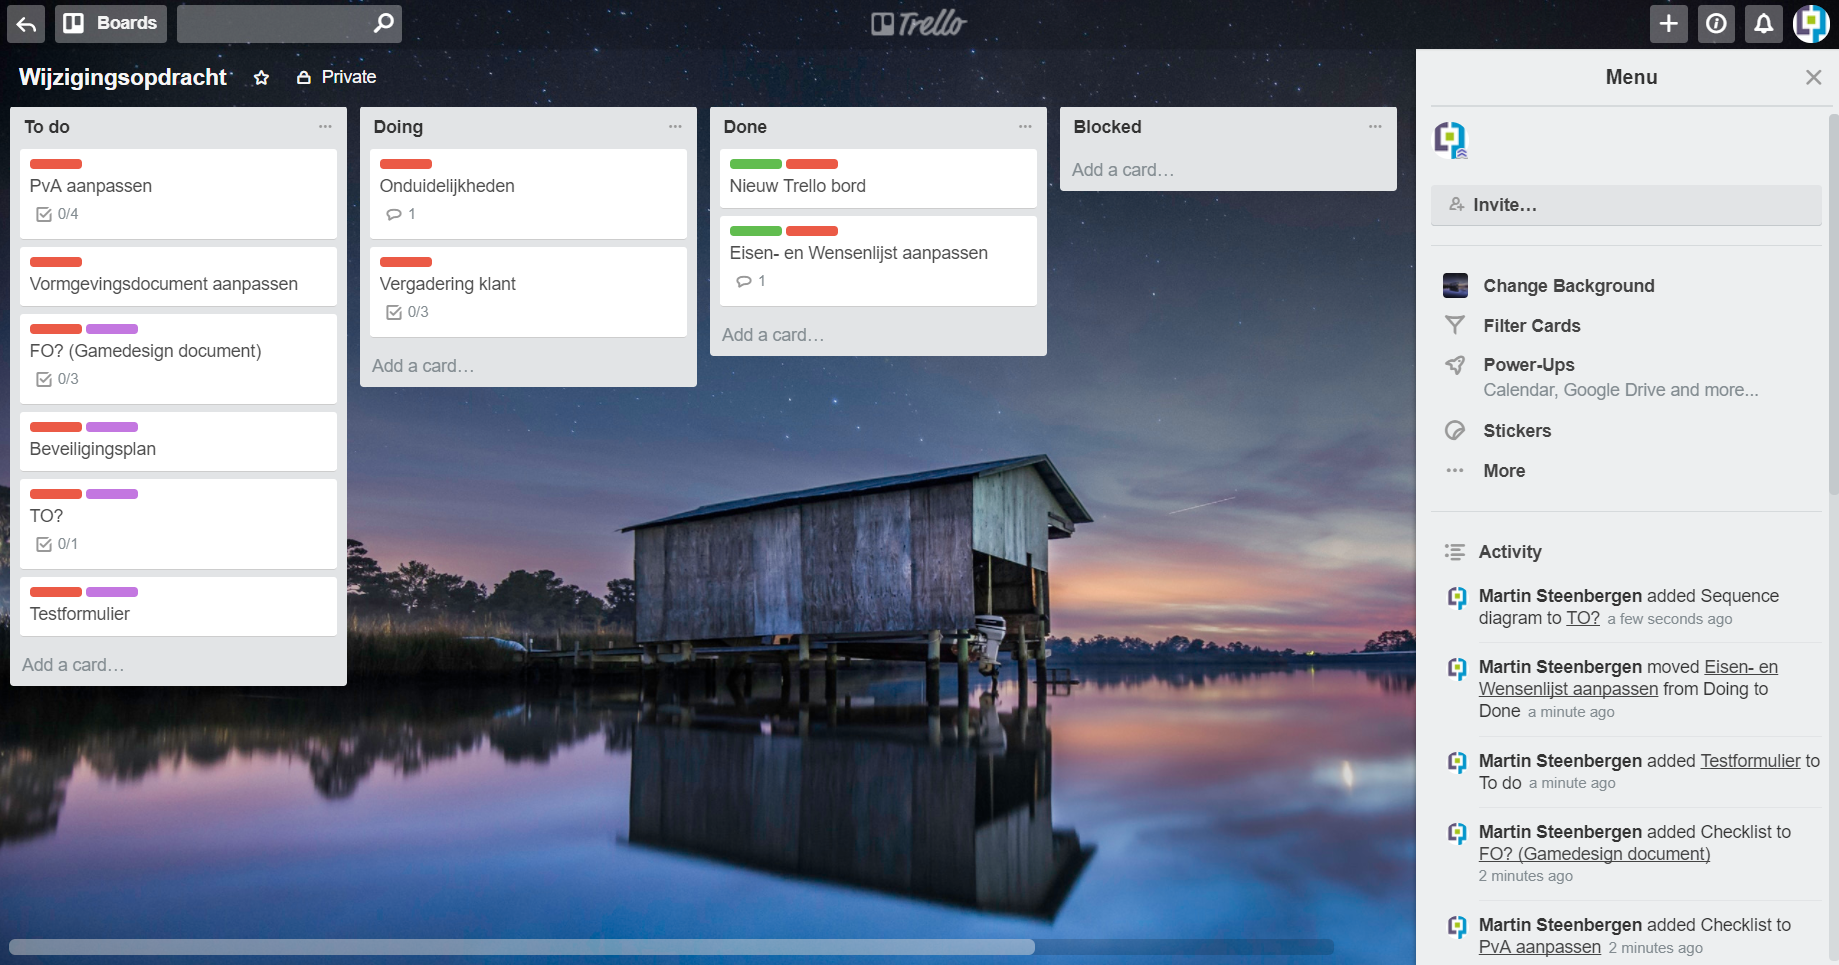 Boards
Trello
Wijzigingsopdracht
Private
To do
PvA aanpassen
0/4
Vormgevingsdocument aanpassen
FO? (Gamedesign document)
0/3
Beveiligingsplan
TO?
0/1
Testformulier
Add a card…
Doing
Onduidelijkheden
1
Vergadering klant
0/3
Add a card…
Done
Nieuw Trello bord
Eisen- en Wensenlijst aanpassen
1
Add a card…
Blocked
Add a card…
Menu
Invite…
Change Background
Filter Cards
Power-Ups
Calendar, Google Drive and more...
Stickers
More
Activity
Martin Steenbergen added Sequence
diagram to TO? a few seconds ago
Martin Steenbergen moved Eisen- en
Wensenlijst aanpassen from Doing to
Done a minute ago
Martin Steenbergen added Testformulier to
To do a minute ago
Martin Steenbergen added Checklist to
FO? (Gamedesign document)
2 minutes ago
Martin Steenbergen added Checklist to
PvA aanpassen 2 minutes ago